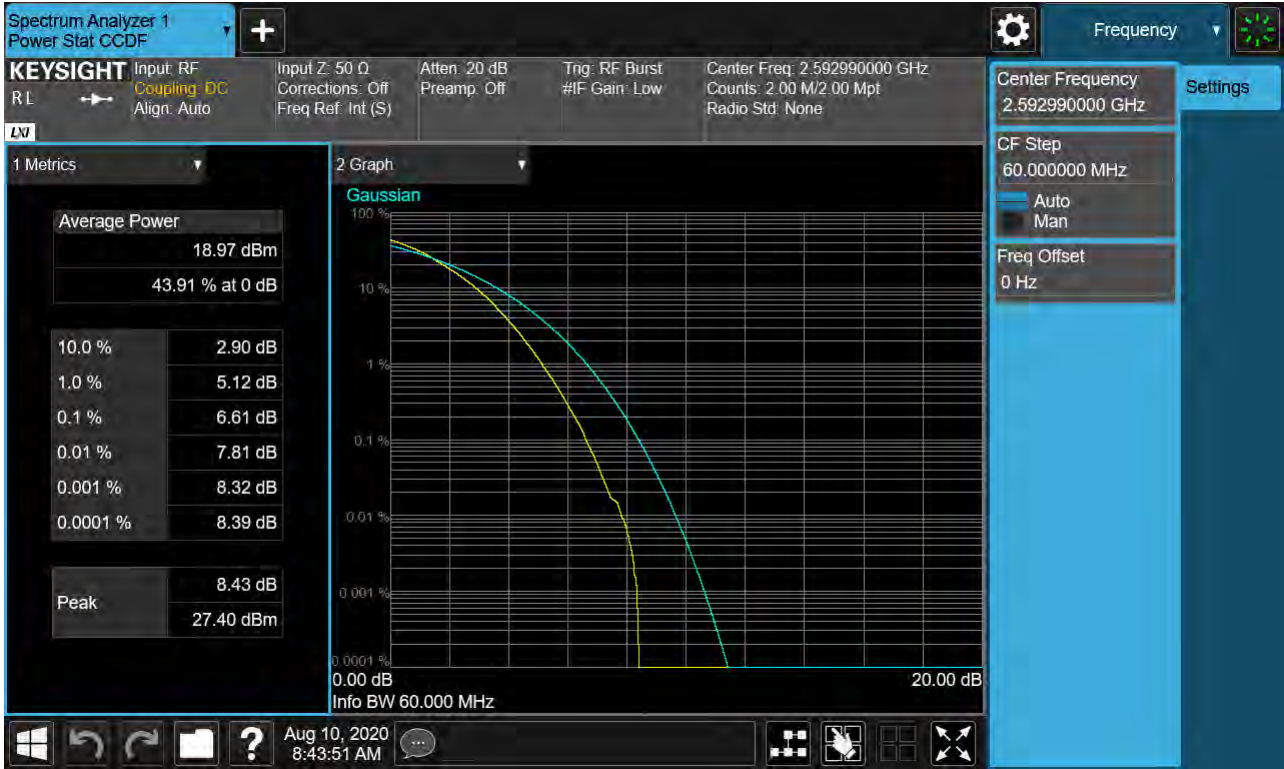 Spectrum Analyzer 1
Power Stat CCDF
Frequency
KEYSIGHT
R L
LXI
Input: RF
Coupling: DC
Align: Auto
Input Z: 50 Ω
Corrections: Off
Freq Ref: Int (S)
Atten: 20 dB
Preamp: Off
Trig: RF Burst
#IF Gain: Low
Center Freq: 2.592990000 GHz
Counts: 2.00 M/2.00 Mpt
Radio Std: None
Center Frequency
2.592990000 GHz
Settings
CF Step
60.000000 MHz
Auto
Man
Freq Offset
0 Hz
1 Metrics
Average Power
18.97 dBm
43.91 % at 0 dB
10.0 % 2.90 dB
1.0 % 5.12 dB
0.1 % 6.61 dB
0.01 % 7.81 dB
0.001 % 8.32 dB
0.0001 % 8.39 dB
Peak
8.43 dB
27.40 dBm
2 Graph
Gaussian
100 %
10 %
1 %
0.1 %
0.01 %
0.001 %
0.0001 %
0.00 dB 20.00 dB
Info BW 60.000 MHz
?
Aug 10, 2020
8:43:51 AM